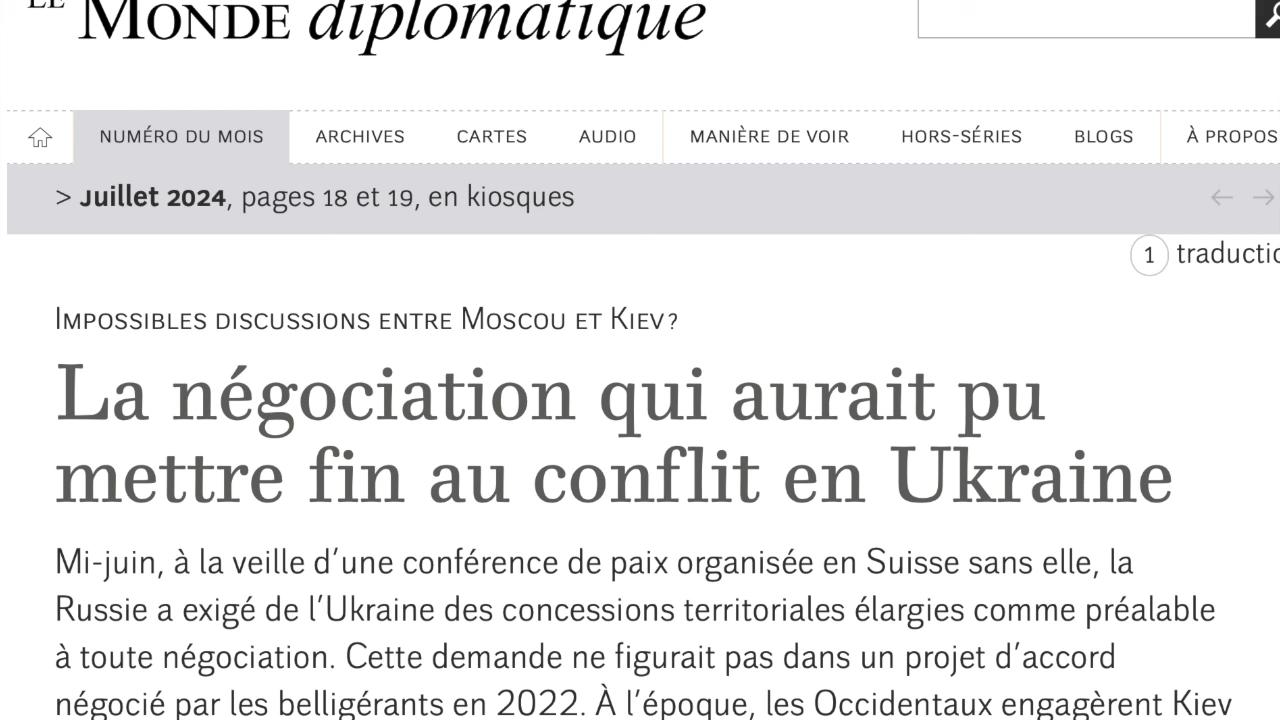 LE MONDE diplomatique
NUMÉRO DU MOIS ARCHIVES CARTES AUDIO MANIÈRE DE VOIR HORS-SÉRIES BLOGS À PROPOS
> Juillet 2024, pages 18 et 19, en kiosques
1 traductio
IMPOSSIBLES DISCUSSIONS ENTRE MOSCOU ET KIEV?
La négociation qui aurait pu
mettre fin au conflit en Ukraine
Mi-juin, à la veille d’une conférence de paix organisée en Suisse sans elle, la
Russie a exigé de l’Ukraine des concessions territoriales élargies comme préalable
à toute négociation. Cette demande ne figurait pas dans un projet d’accord
négocié par les belligérants en 2022. À l’époque, les Occidentaux engagèrent Kiev